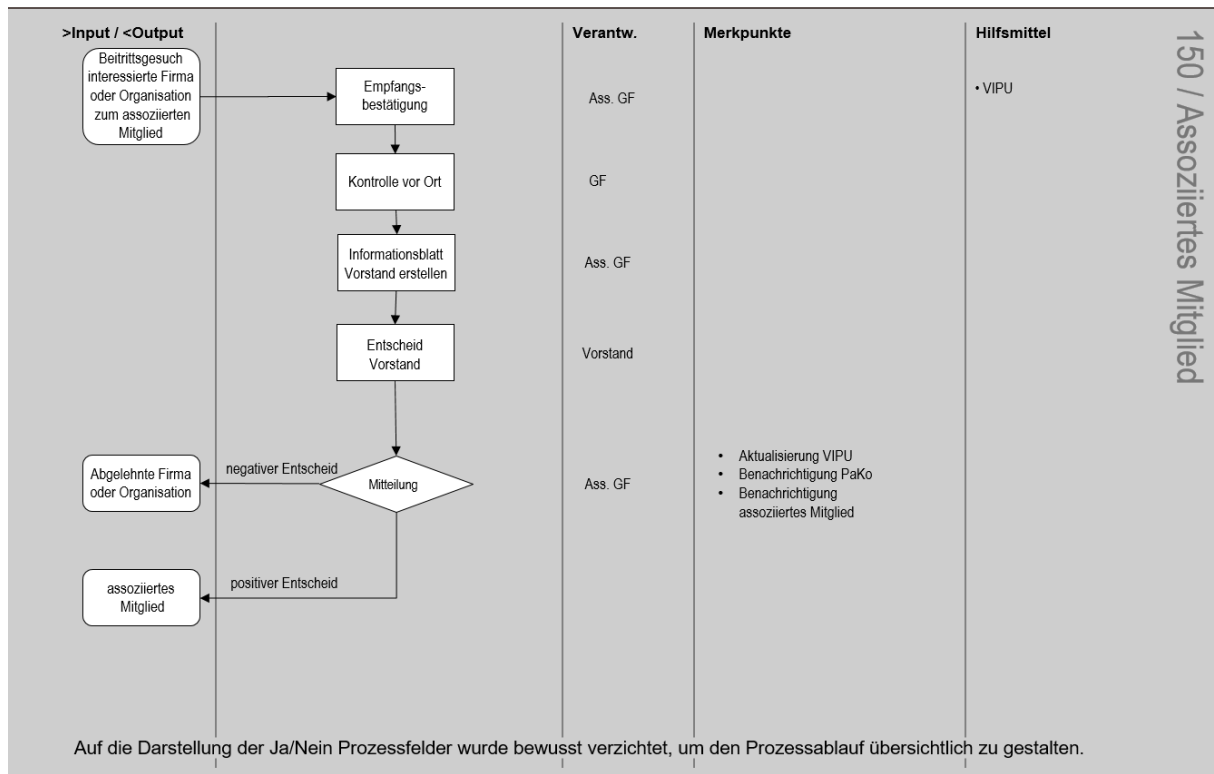 >Input / <Output
Verantw.
Merkpunkte
Hilfsmittel
150 / Assoziiertes Mitglied
Beitrittsgesuch
interessierte Firma
oder Organisation
zum assoziierten
Mitglied
Empfangs-
bestätigung
Ass. GF
• VIPU
Kontrolle vor Ort
GF
Informationsblatt
Vorstand erstellen
Ass. GF
Entscheid
Vorstand
Vorstand
Abgelehnte Firma
oder Organisation
negativer Entscheid
Mitteilung
Ass. GF
• Aktualisierung VIPU
• Benachrichtigung PaKo
• Benachrichtigung
assoziiertes Mitglied
assoziiertes
Mitglied
positiver Entscheid
Auf die Darstellung der Ja/Nein Prozessfelder wurde bewusst verzichtet, um den Prozessablauf übersichtlich zu gestalten.